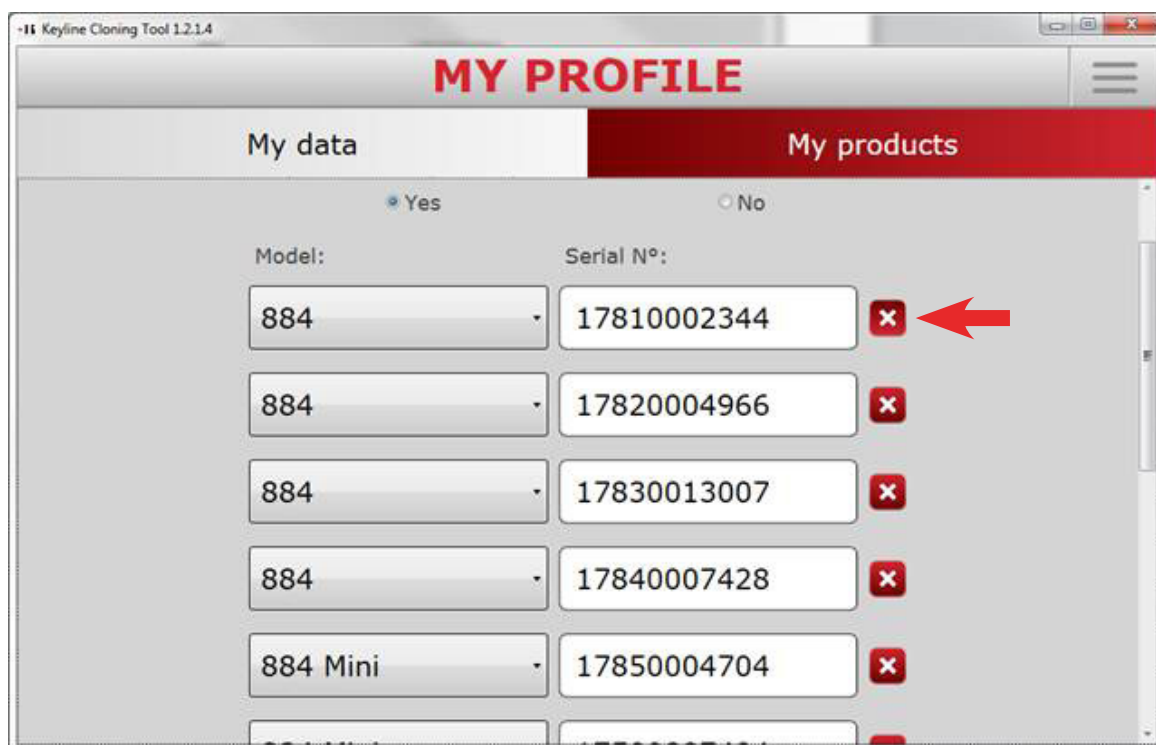 Keyline Cloning Tool 1.2.1.4
MY PROFILE
My data My products
Yes No
Model: Serial N°:
884 17810002344
884 17820004966
884 17830013007
884 17840007428
884 Mini 17850004704